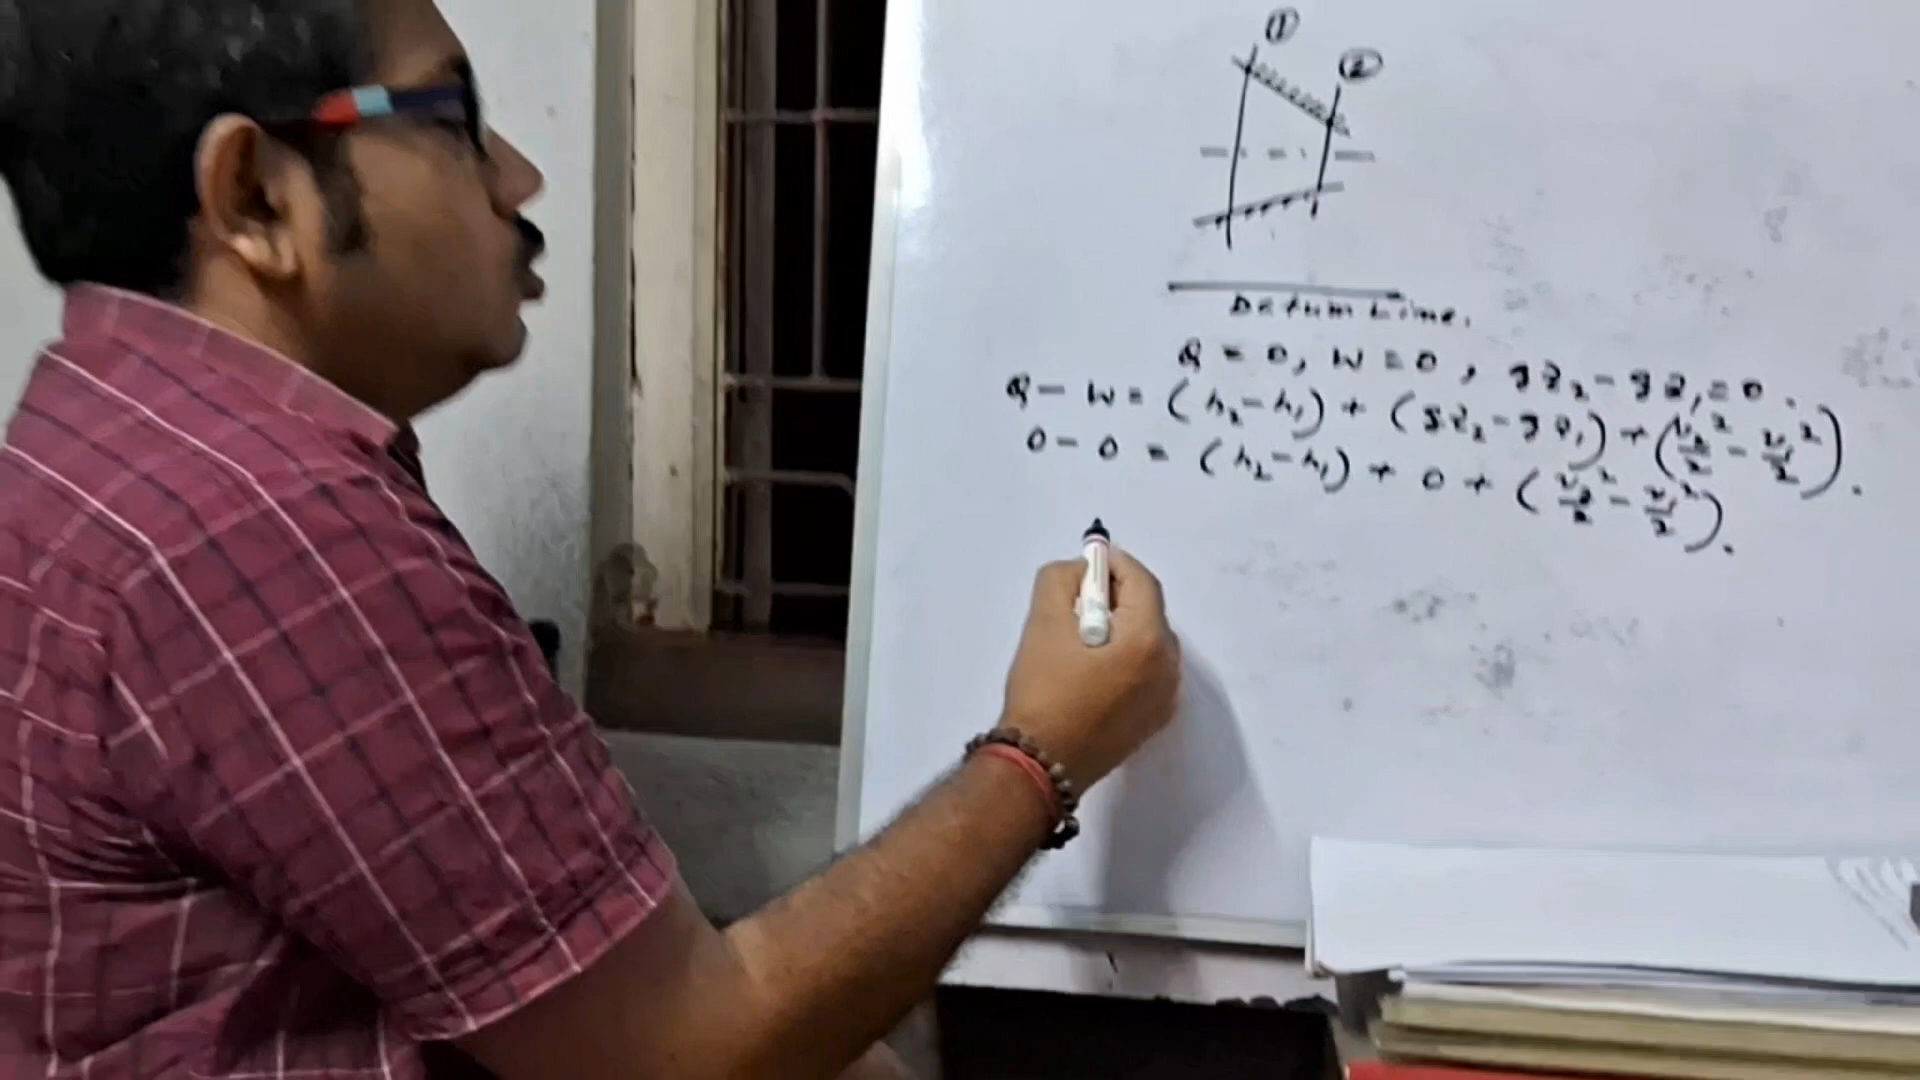 ①
②
Datum Line.
Q = 0, W = 0, gz₂ - gz₁ = 0.
Q - W = (h₂ - h₁) + (gz₂ - gz₁) + (v₂²/2 - v₁²/2).
0 - 0 = (h₂ - h₁) + 0 + (v₂²/2 - v₁²/2).